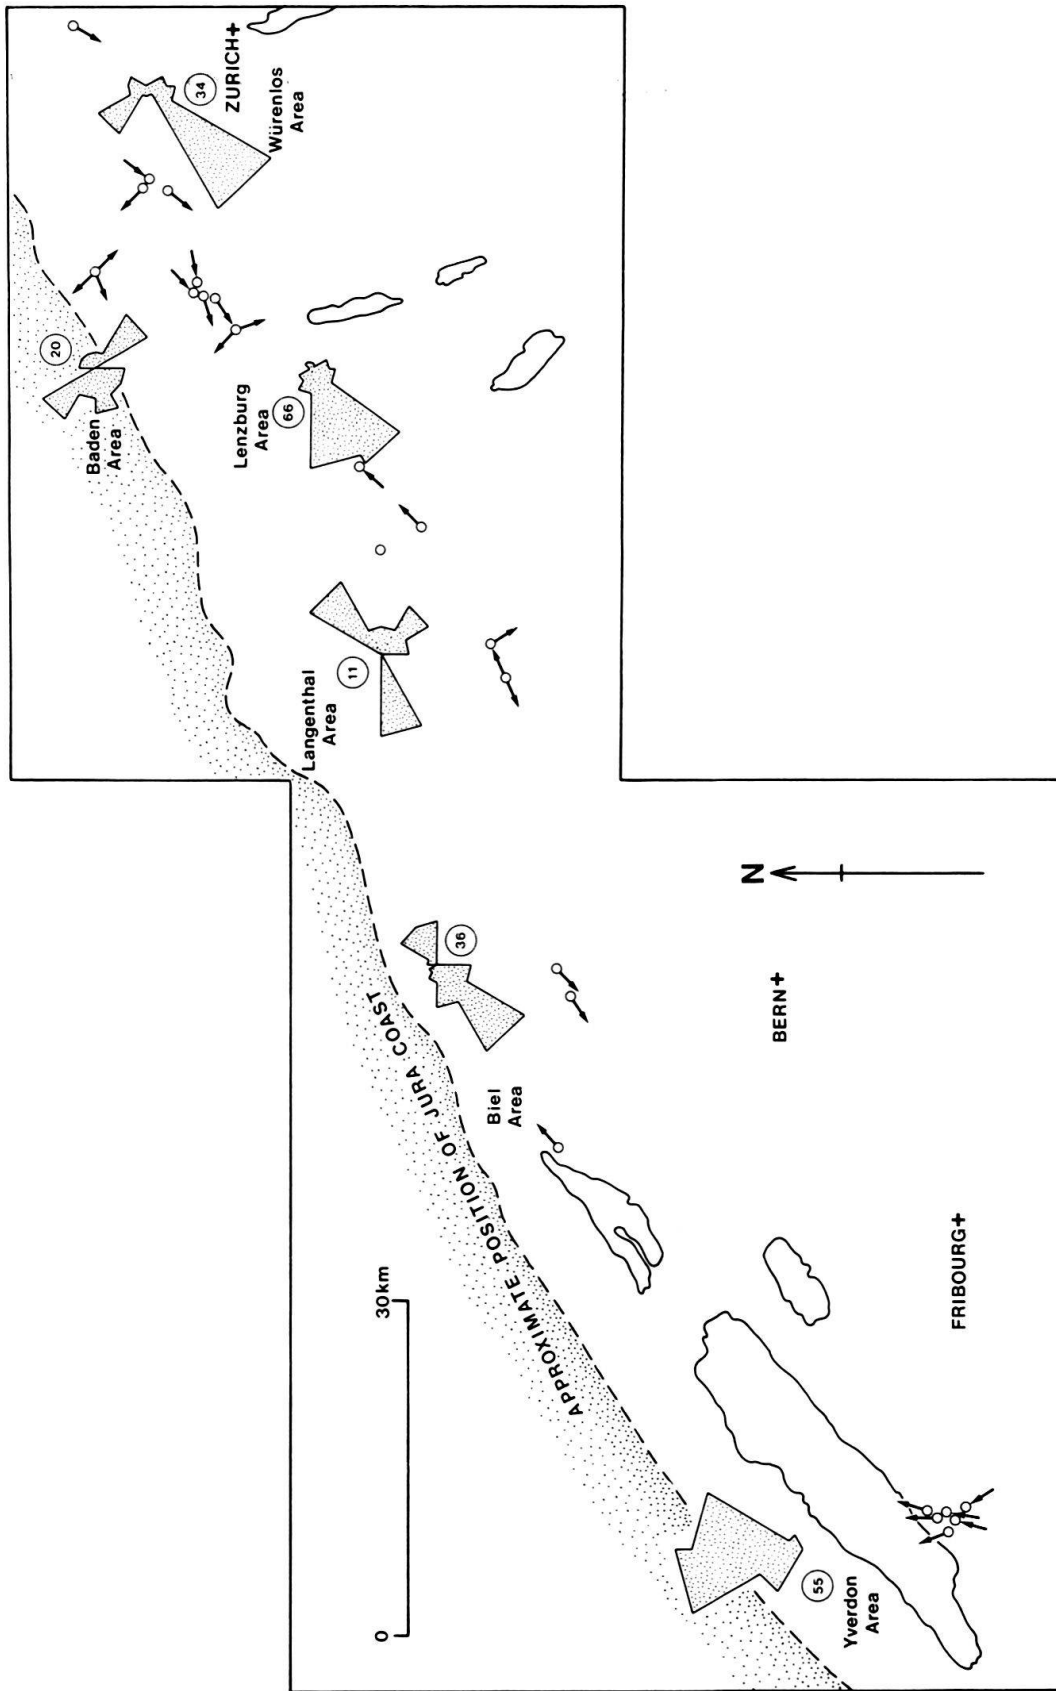 ZURICH
34
Würenlos
Area
20
Baden
Area
Lenzburg
Area
66
Langenthal
Area
11
N
36
Biel
Area
BERN
APPROXIMATE POSITION OF JURA COAST
FRIBOURG
0
30km
55
Yverdon
Area